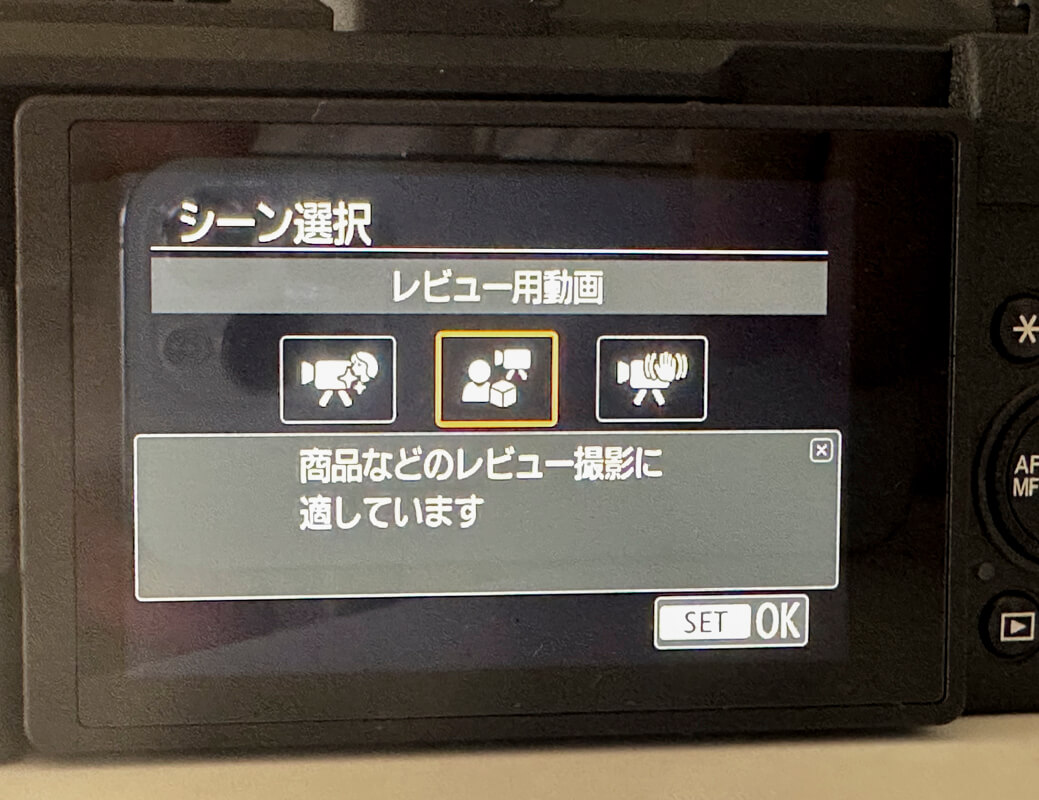 シーン選択
レビュー用動画
商品などのレビュー撮影に
適しています
SET OK
AF
MF